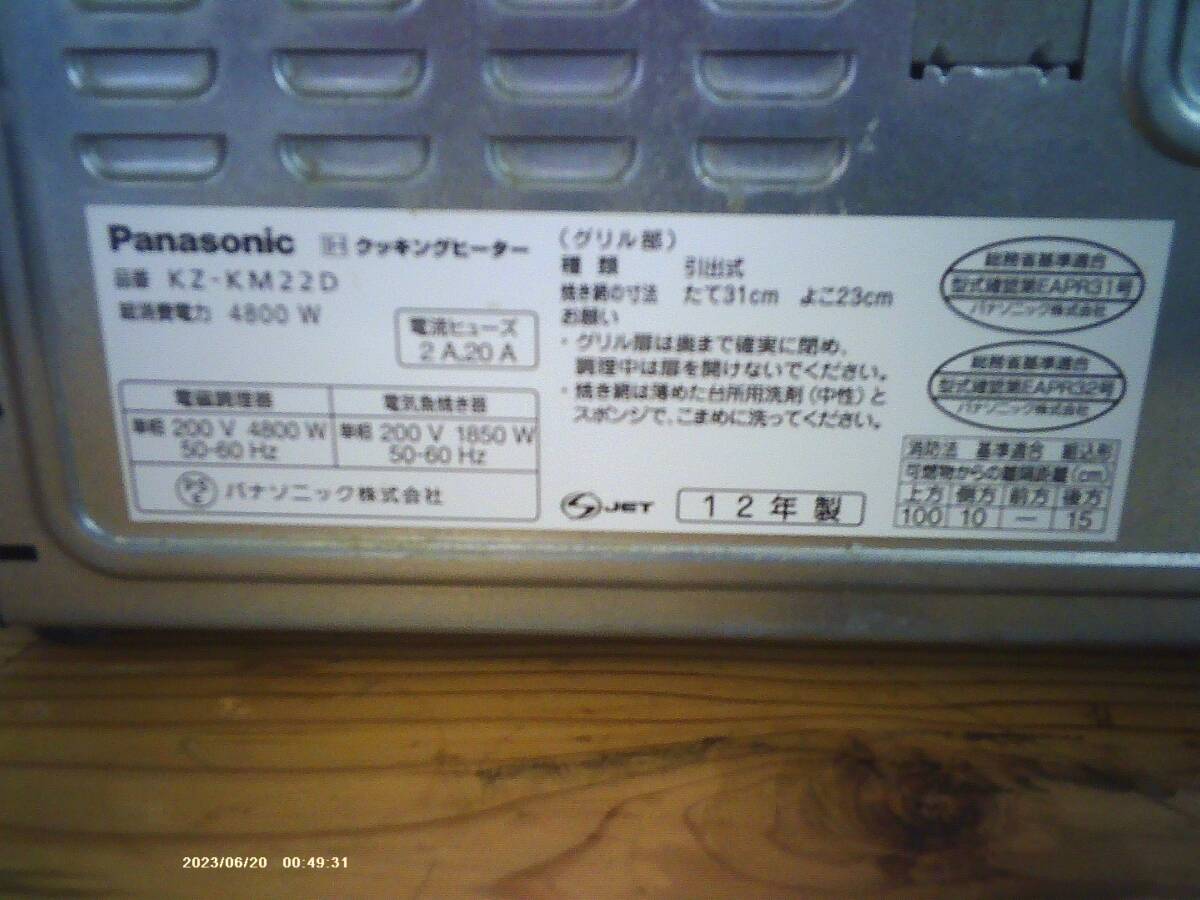 Panasonic IH クッキングヒーター
品番 KZ-KM22D
総消費電力 4800 W
電流ヒューズ
2 A,20 A
電磁調理器 電気魚焼き器
単相 200 V 4800 W 単相 200 V 1850 W
50-60 Hz 50-60 Hz
PSE パナソニック株式会社
(グリル部)
種類 引出式
焼き網の寸法 たて31cm よこ23cm
お願い
・グリル扉は奥まで確実に閉め、
調理中は扉を開けないでください。
・焼き網は薄めた台所用洗剤(中性)と
スポンジで、こまめに洗ってください。
S JET 12年製
総務省基準適合
型式確認第EAPR31号
パナソニック株式会社
総務省基準適合
型式確認第EAPR32号
パナソニック株式会社
消防法 基準適合 組込形
可燃物からの離隔距離(cm)
上方 側方 前方 後方
100 10 — 15
2023/06/20 00:49:31